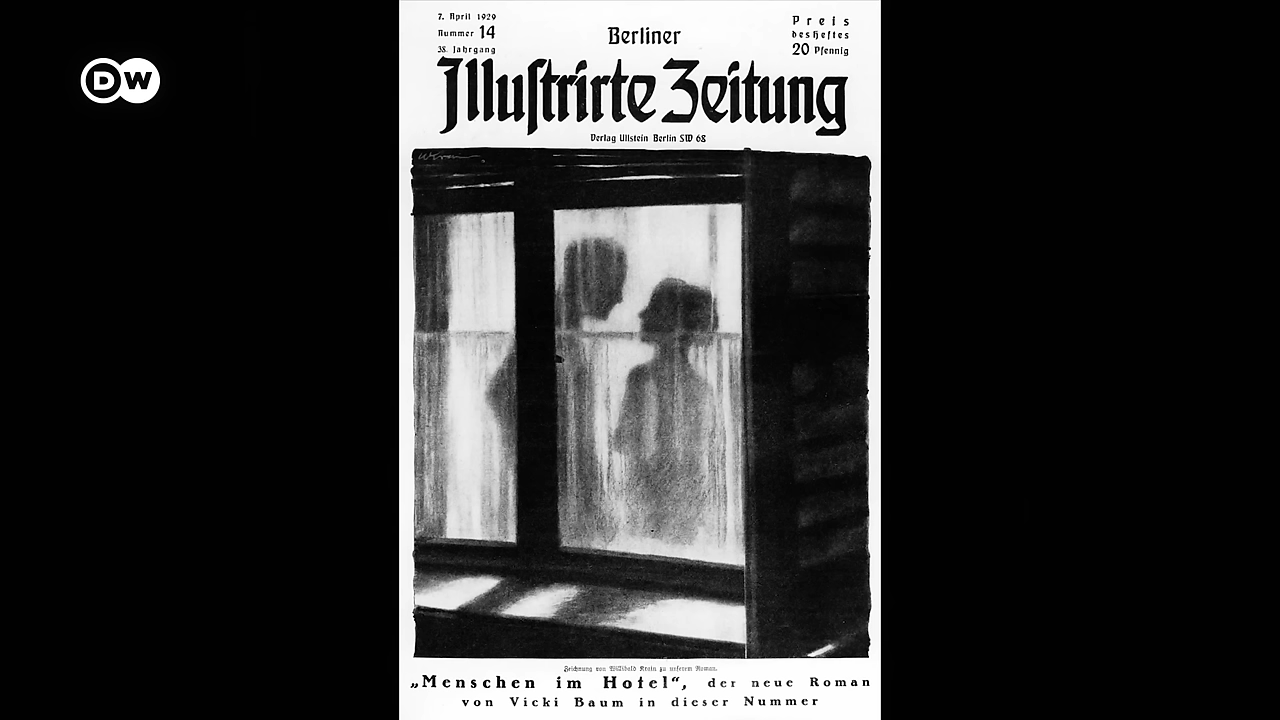 DW
7. April 1929
Nummer 14
38. Jahrgang
Berliner
Preis
des Heftes
20 Pfennig
Illustrirte Zeitung
Verlag Ullstein Berlin SW 68
Zeichnung von Willibald Krain zu unserem Roman.
„Menschen im Hotel“, der neue Roman
von Vicki Baum in dieser Nummer